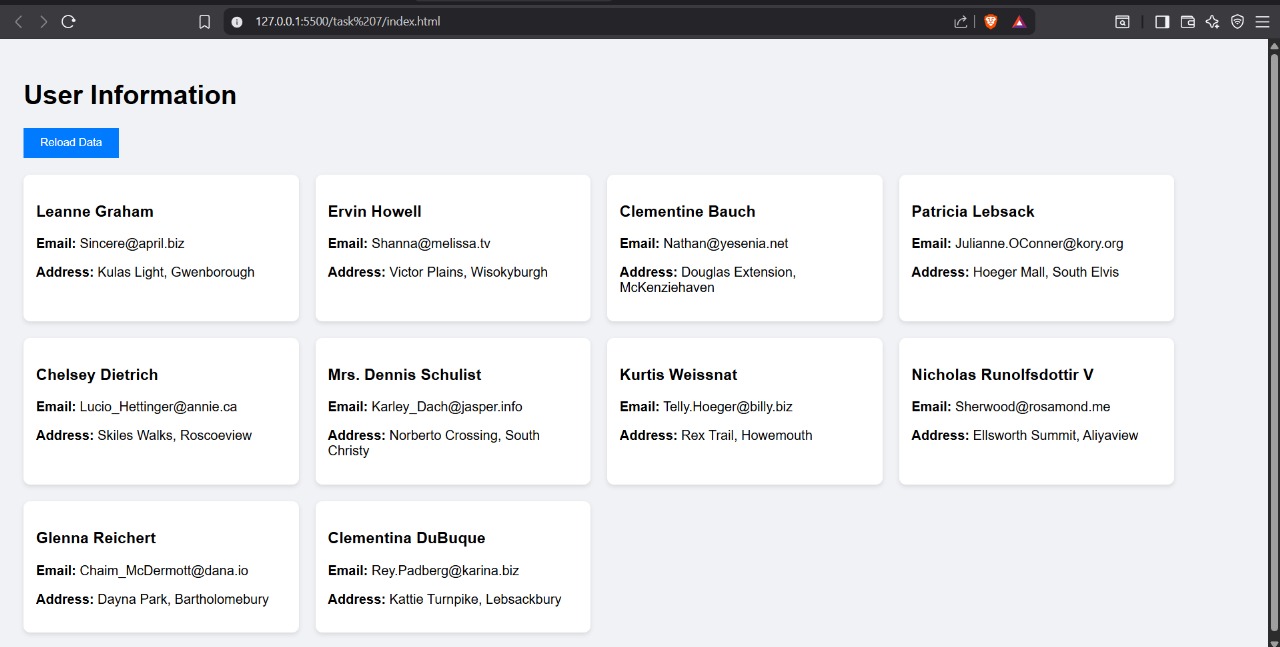 127.0.0.1:5500/task%207/index.html
User Information
Reload Data
Leanne Graham
Email: Sincere@april.biz
Address: Kulas Light, Gwenborough
Ervin Howell
Email: Shanna@melissa.tv
Address: Victor Plains, Wisokyburgh
Clementine Bauch
Email: Nathan@yesenia.net
Address: Douglas Extension,
McKenziehaven
Patricia Lebsack
Email: Julianne.OConner@kory.org
Address: Hoeger Mall, South Elvis
Chelsey Dietrich
Email: Lucio_Hettinger@annie.ca
Address: Skiles Walks, Roscoeview
Mrs. Dennis Schulist
Email: Karley_Dach@jasper.info
Address: Norberto Crossing, South
Christy
Kurtis Weissnat
Email: Telly.Hoeger@billy.biz
Address: Rex Trail, Howemouth
Nicholas Runolfsdottir V
Email: Sherwood@rosamond.me
Address: Ellsworth Summit, Aliyaview
Glenna Reichert
Email: Chaim_McDermott@dana.io
Address: Dayna Park, Bartholomebury
Clementina DuBuque
Email: Rey.Padberg@karina.biz
Address: Kattie Turnpike, Lebsackbury